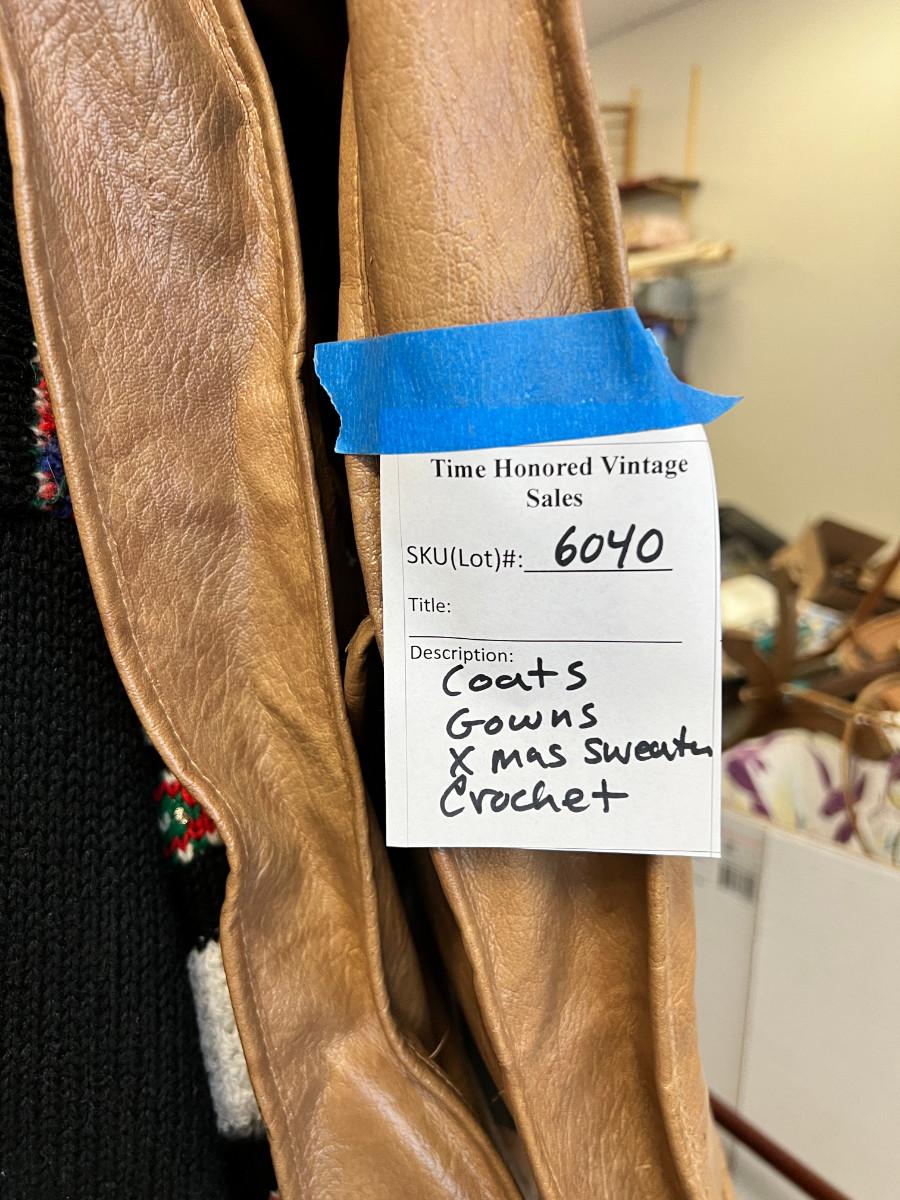 Time Honored Vintage
Sales
SKU(Lot)#: 6040
Title:
Description:
Coats
Gowns
X mas Sweater
Crochet